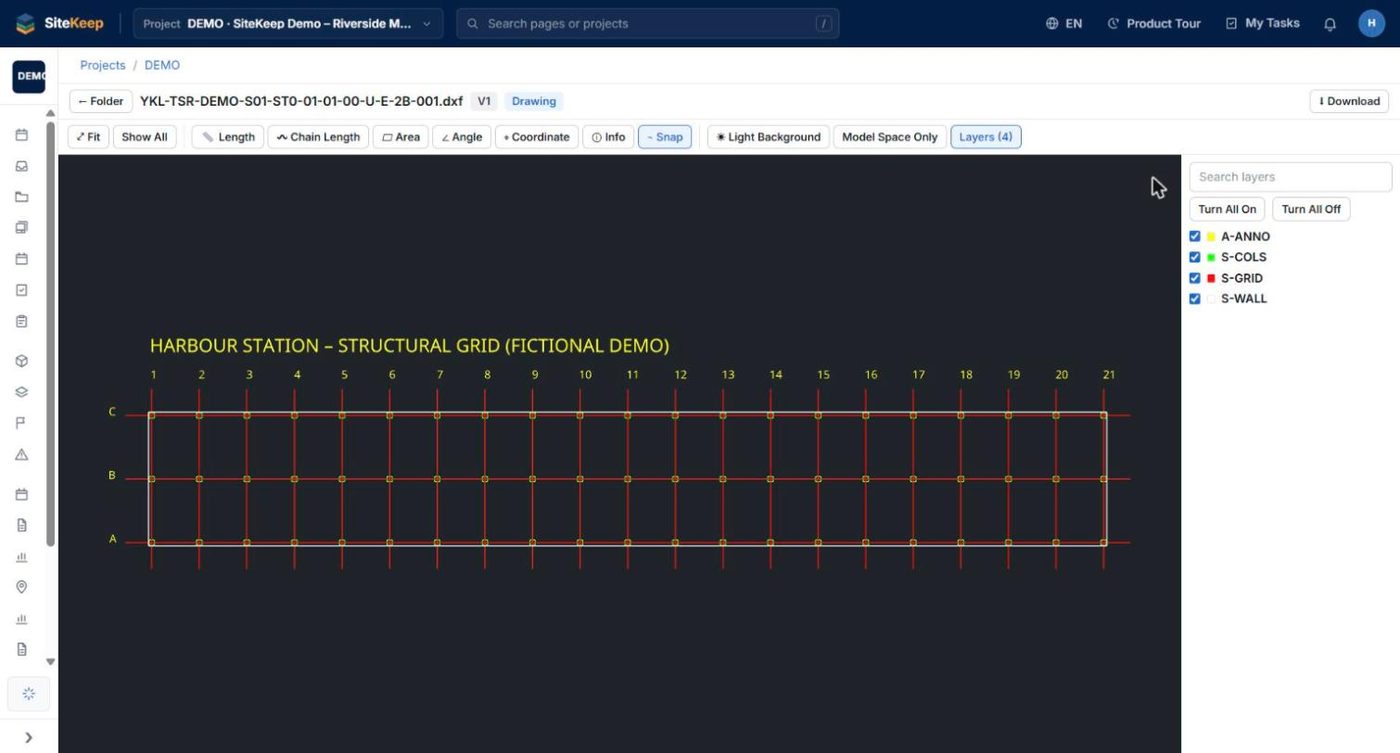 SiteKeep
Project DEMO · SiteKeep Demo – Riverside M...
Search pages or projects /
EN
Product Tour
My Tasks
H
DEMO
Projects / DEMO
← Folder YKL-TSR-DEMO-S01-ST0-01-01-00-U-E-2B-001.dxf V1 Drawing
Download
Fit Show All Length Chain Length Area Angle Coordinate Info Snap Light Background Model Space Only Layers (4)
Search layers
Turn All On Turn All Off
A-ANNO
S-COLS
S-GRID
S-WALL
HARBOUR STATION – STRUCTURAL GRID (FICTIONAL DEMO)
1 2 3 4 5 6 7 8 9 10 11 12 13 14 15 16 17 18 19 20 21
C
B
A